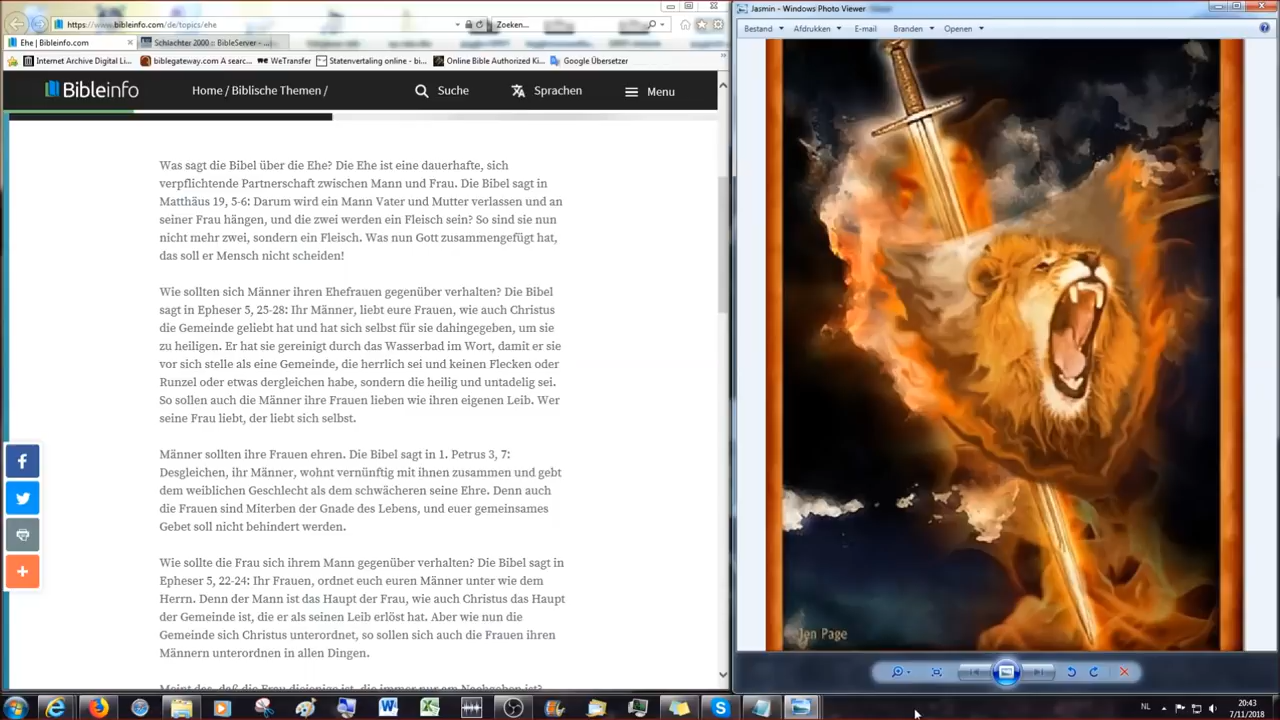 https://www.bibleinfo.com/de/topics/ehe
Zoeken...
Ehe | Bibleinfo.com
Schlachter 2000 :: BibleServer - ...
Internet Archive Digital Li...
biblegateway.com A searc...
WeTransfer
Statenvertaling online - bi...
Online Bible Authorized Ki...
Google Übersetzer
Bibleinfo
Home / Biblische Themen /
Suche
Sprachen
Menu
Was sagt die Bibel über die Ehe? Die Ehe ist eine dauerhafte, sich
verpflichtende Partnerschaft zwischen Mann und Frau. Die Bibel sagt in
Matthäus 19, 5-6: Darum wird ein Mann Vater und Mutter verlassen und an
seiner Frau hängen, und die zwei werden ein Fleisch sein? So sind sie nun
nicht mehr zwei, sondern ein Fleisch. Was nun Gott zusammengefügt hat,
das soll er Mensch nicht scheiden!
Wie sollten sich Männer ihren Ehefrauen gegenüber verhalten? Die Bibel
sagt in Epheser 5, 25-28: Ihr Männer, liebt eure Frauen, wie auch Christus
die Gemeinde geliebt hat und hat sich selbst für sie dahingegeben, um sie
zu heiligen. Er hat sie gereinigt durch das Wasserbad im Wort, damit er sie
vor sich stelle als eine Gemeinde, die herrlich sei und keinen Flecken oder
Runzel oder etwas dergleichen habe, sondern die heilig und untadelig sei.
So sollen auch die Männer ihre Frauen lieben wie ihren eigenen Leib. Wer
seine Frau liebt, der liebt sich selbst.
Männer sollten ihre Frauen ehren. Die Bibel sagt in 1. Petrus 3, 7:
Desgleichen, ihr Männer, wohnt vernünftig mit ihnen zusammen und gebt
dem weiblichen Geschlecht als dem schwächeren seine Ehre. Denn auch
die Frauen sind Miterben der Gnade des Lebens, und euer gemeinsames
Gebet soll nicht behindert werden.
Wie sollte die Frau sich ihrem Mann gegenüber verhalten? Die Bibel sagt in
Epheser 5, 22-24: Ihr Frauen, ordnet euch euren Männer unter wie dem
Herrn. Denn der Mann ist das Haupt der Frau, wie auch Christus das Haupt
der Gemeinde ist, die er als seinen Leib erlöst hat. Aber wie nun die
Gemeinde sich Christus unterordnet, so sollen sich auch die Frauen ihren
Männern unterordnen in allen Dingen.
Meint das, daß die Frau diejenige ist, die immer nur am Nachgeben ist?
Jasmin - Windows Photo Viewer
Bestand
Afdrukken
E-mail
Branden
Openen
Jen Page
NL
20:43
7/11/2018